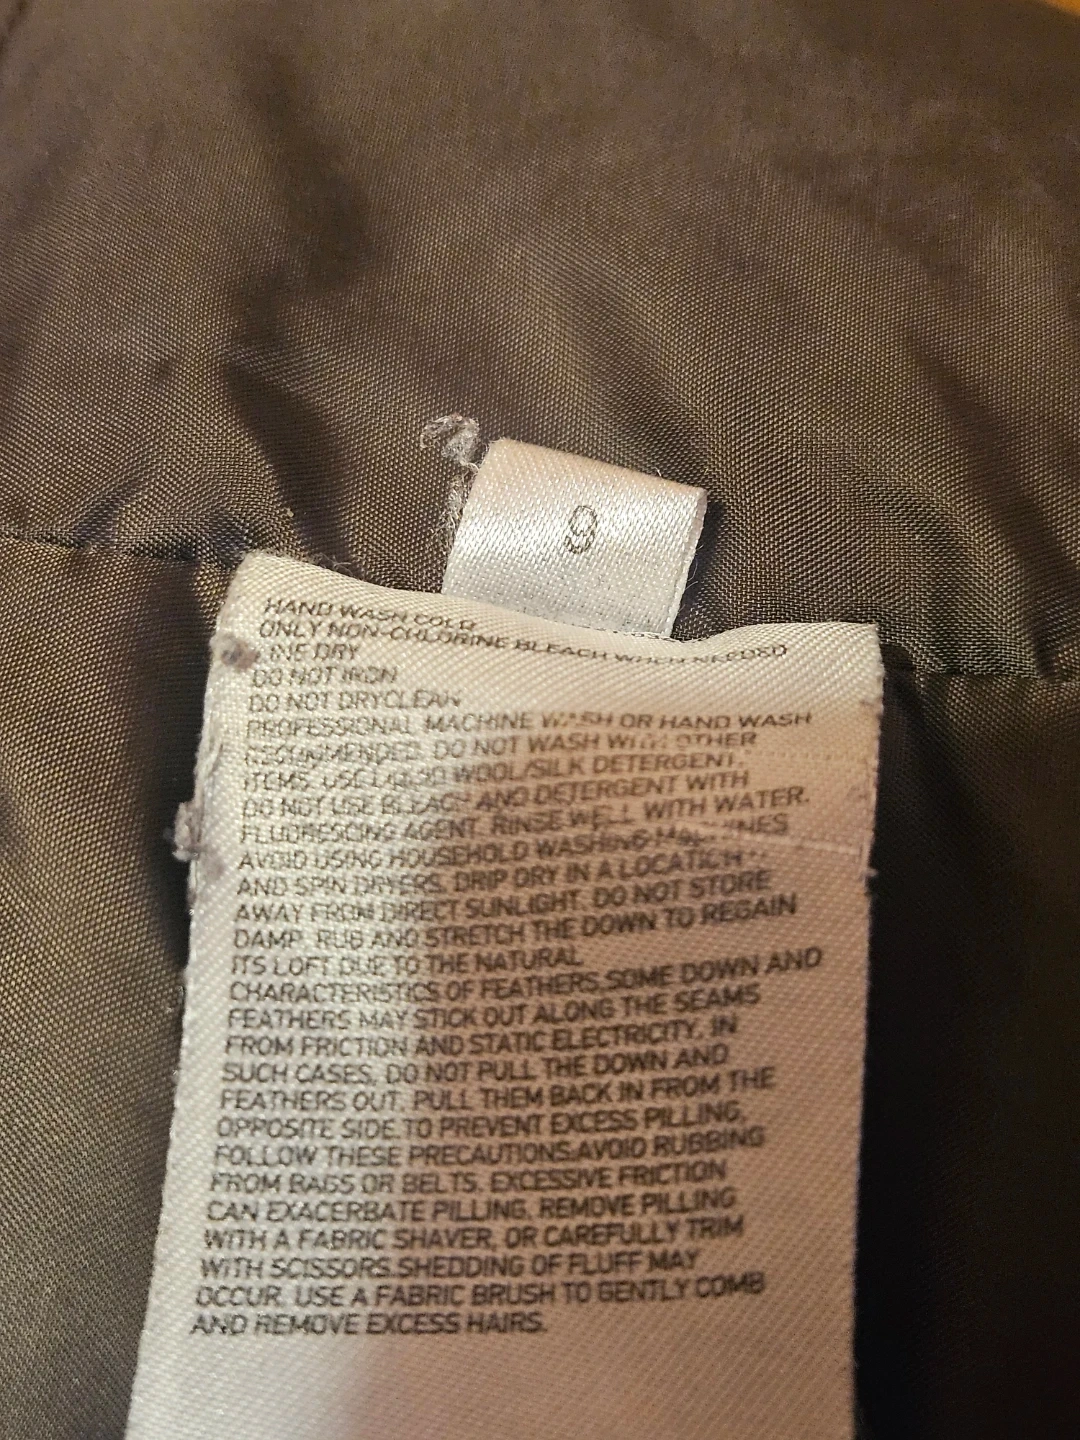 9
HAND WASH COLD
ONLY NON-CHLORINE BLEACH WHEN NEEDED
LINE DRY
DO NOT IRON
DO NOT DRYCLEAN
PROFESSIONAL MACHINE WASH OR HAND WASH
RECOMMENDED. DO NOT WASH WITH OTHER
ITEMS. USE LIQUID WOOL/SILK DETERGENT.
DO NOT USE BLEACH AND DETERGENT WITH
FLUORESCING AGENT. RINSE WELL WITH WATER.
AVOID USING HOUSEHOLD WASHING MACHINES
AND SPIN DRYERS. DRIP DRY IN A LOCATION
AWAY FROM DIRECT SUNLIGHT. DO NOT STORE
DAMP. RUB AND STRETCH THE DOWN TO REGAIN
ITS LOFT DUE TO THE NATURAL
CHARACTERISTICS OF FEATHERS.SOME DOWN AND
FEATHERS MAY STICK OUT ALONG THE SEAMS
FROM FRICTION AND STATIC ELECTRICITY. IN
SUCH CASES, DO NOT PULL THE DOWN AND
FEATHERS OUT. PULL THEM BACK IN FROM THE
OPPOSITE SIDE.TO PREVENT EXCESS PILLING,
FOLLOW THESE PRECAUTIONS:AVOID RUBBING
FROM BAGS OR BELTS. EXCESSIVE FRICTION
CAN EXACERBATE PILLING. REMOVE PILLING
WITH A FABRIC SHAVER, OR CAREFULLY TRIM
WITH SCISSORS.SHEDDING OF FLUFF MAY
OCCUR. USE A FABRIC BRUSH TO GENTLY COMB
AND REMOVE EXCESS HAIRS.